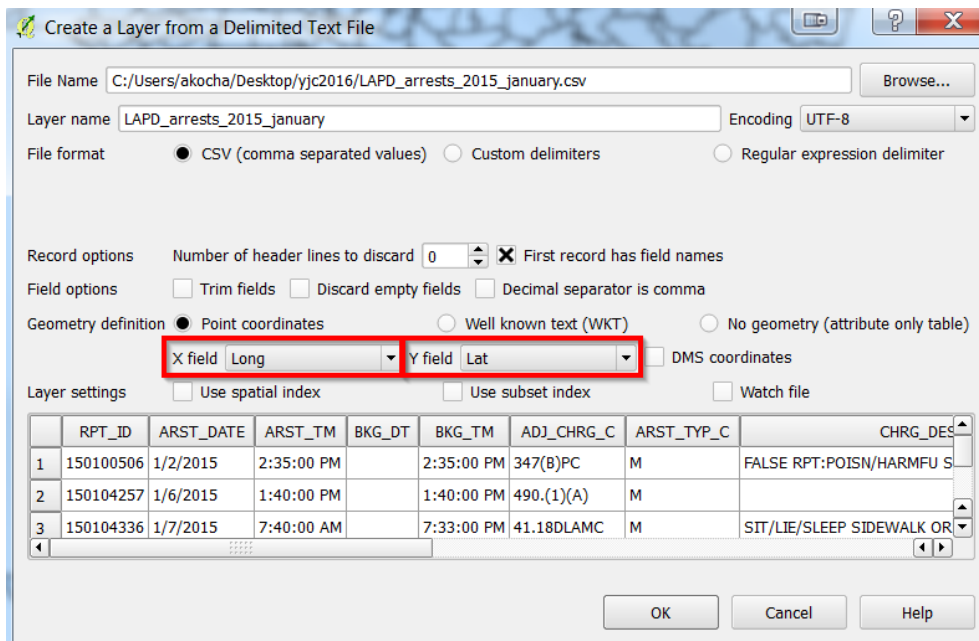 Create a Layer from a Delimited Text File
File Name C:/Users/akocha/Desktop/yjc2016/LAPD_arrests_2015_january.csv Browse...
Layer name LAPD_arrests_2015_january Encoding UTF-8
File format CSV (comma separated values) Custom delimiters Regular expression delimiter
Record options Number of header lines to discard 0 First record has field names
Field options Trim fields Discard empty fields Decimal separator is comma
Geometry definition Point coordinates Well known text (WKT) No geometry (attribute only table)
X field Long Y field Lat DMS coordinates
Layer settings Use spatial index Use subset index Watch file
RPT_ID ARST_DATE ARST_TM BKG_DT BKG_TM ADJ_CHRG_C ARST_TYP_C CHRG_DES
1 150100506 1/2/2015 2:35:00 PM 2:35:00 PM 347(B)PC M FALSE RPT:POISN/HARMFU S
2 150104257 1/6/2015 1:40:00 PM 1:40:00 PM 490.(1)(A) M
3 150104336 1/7/2015 7:40:00 AM 7:33:00 PM 41.18DLAMC M SIT/LIE/SLEEP SIDEWALK OR
OK Cancel Help